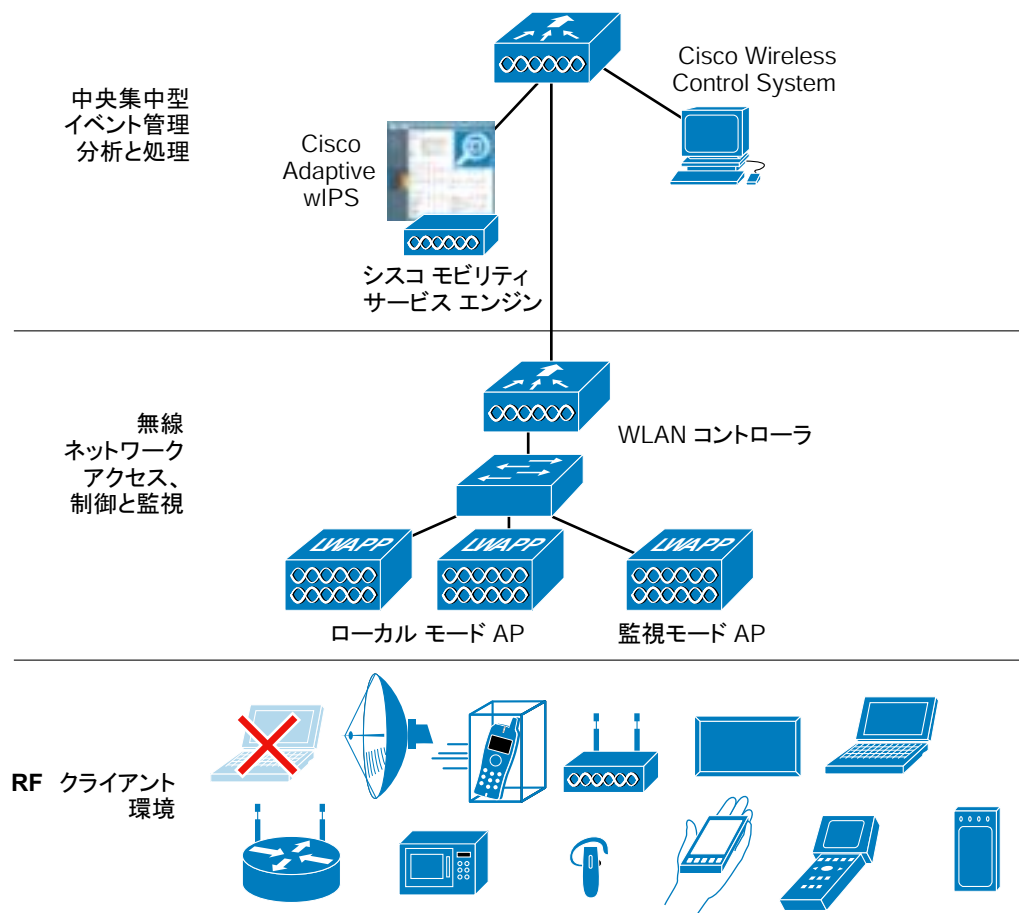 中央集中型
イベント管理
分析と処理
Cisco
Adaptive
wIPS
シスコ モビリティ
サービス エンジン
Cisco Wireless
Control System
無線
ネットワーク
アクセス、
制御と監視
WLAN コントローラ
LWAPP
LWAPP
LWAPP
ローカル モード AP
監視モード AP
RF クライアント
環境